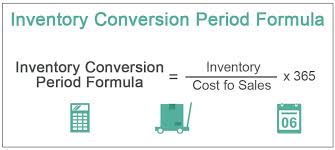 Inventory Conversion Period Formula
Inventory Conversion
Period Formula
=
Inventory
Cost fo Sales
x 365
06